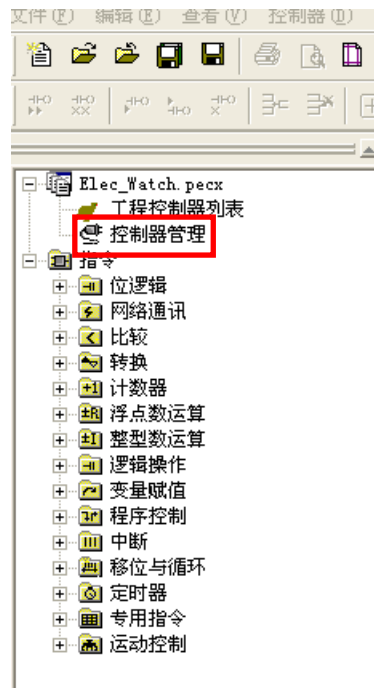 文件(F) 编辑(E) 查看(V) 控制器(D)
Elec_Watch.pecx
工程控制器列表
控制器管理
指令
位逻辑
网络通讯
比较
转换
计数器
浮点数运算
整型数运算
逻辑操作
变量赋值
程序控制
中断
移位与循环
定时器
专用指令
运动控制